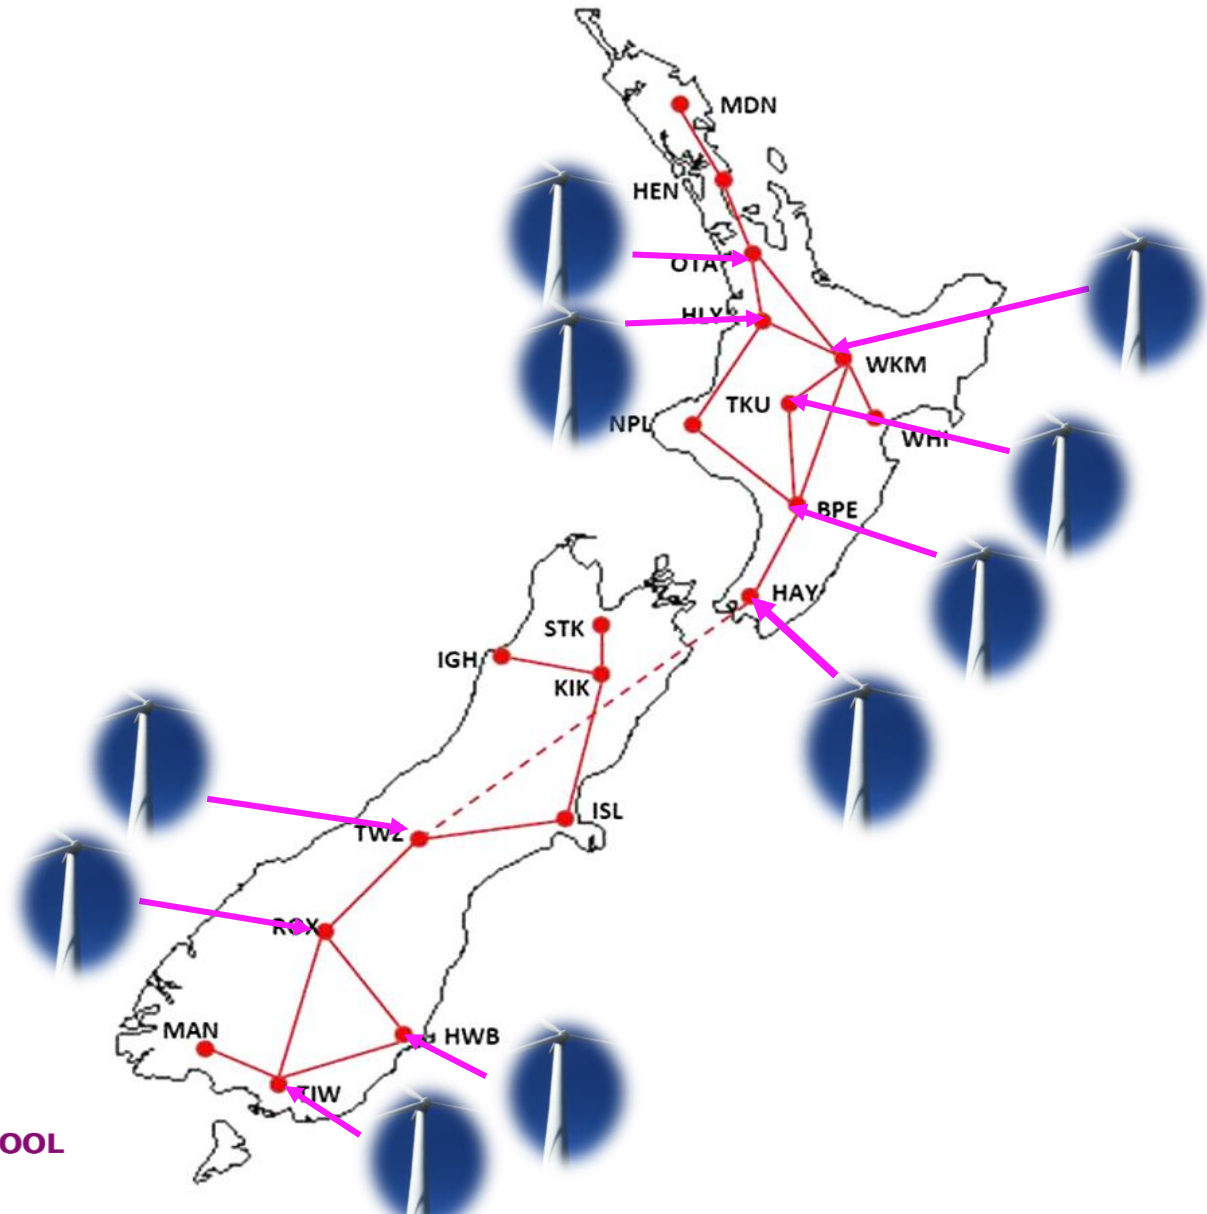 MDN
HEN
OTA
HLY
WKM
TKU
NPL
WHI
BPE
HAY
STK
IGH
KIK
ISL
TWZ
ROX
MAN
HWB
TIW
OOL